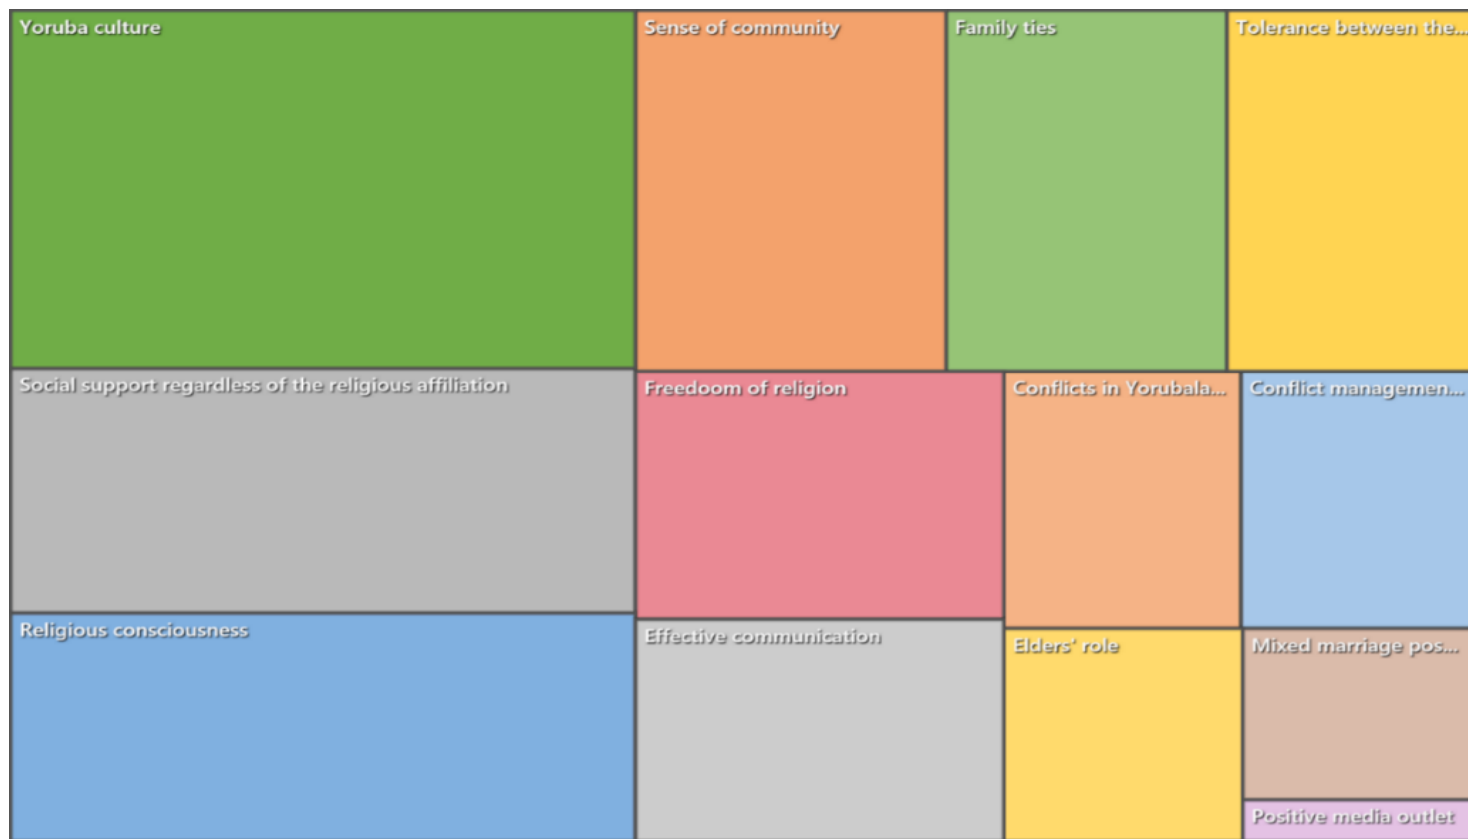 Yoruba culture
Sense of community
Family ties
Tolerance between the...
Social support regardless of the religious affiliation
Freedoom of religion
Conflicts in Yorubala...
Conflict managemen...
Religious consciousness
Effective communication
Elders' role
Mixed marriage pos...
Positive media outlet